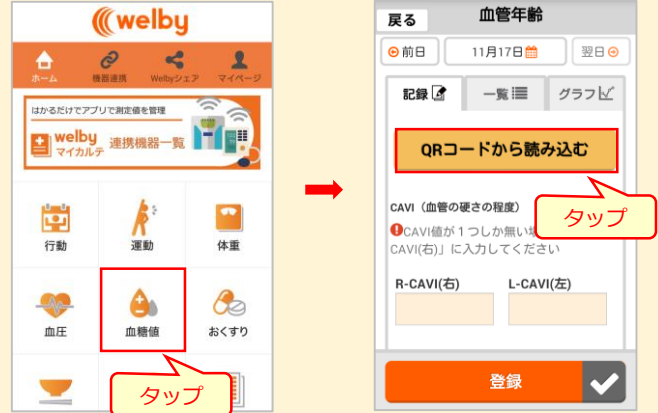 welby
ホーム
機器連携
Welbyシェア
マイページ
はかるだけでアプリで測定値を管理
welby
マイカルテ
連携機器一覧
行動
運動
体重
血圧
血糖値
おくすり
タップ
戻る
血管年齢
前日
11月17日
翌日
記録
一覧
グラフ
QRコードから読み込む
タップ
CAVI（血管の硬さの程度）
CAVI値が１つしか無い場
CAVI(右)」に入力してくださ
R-CAVI(右)
L-CAVI(左)
登録